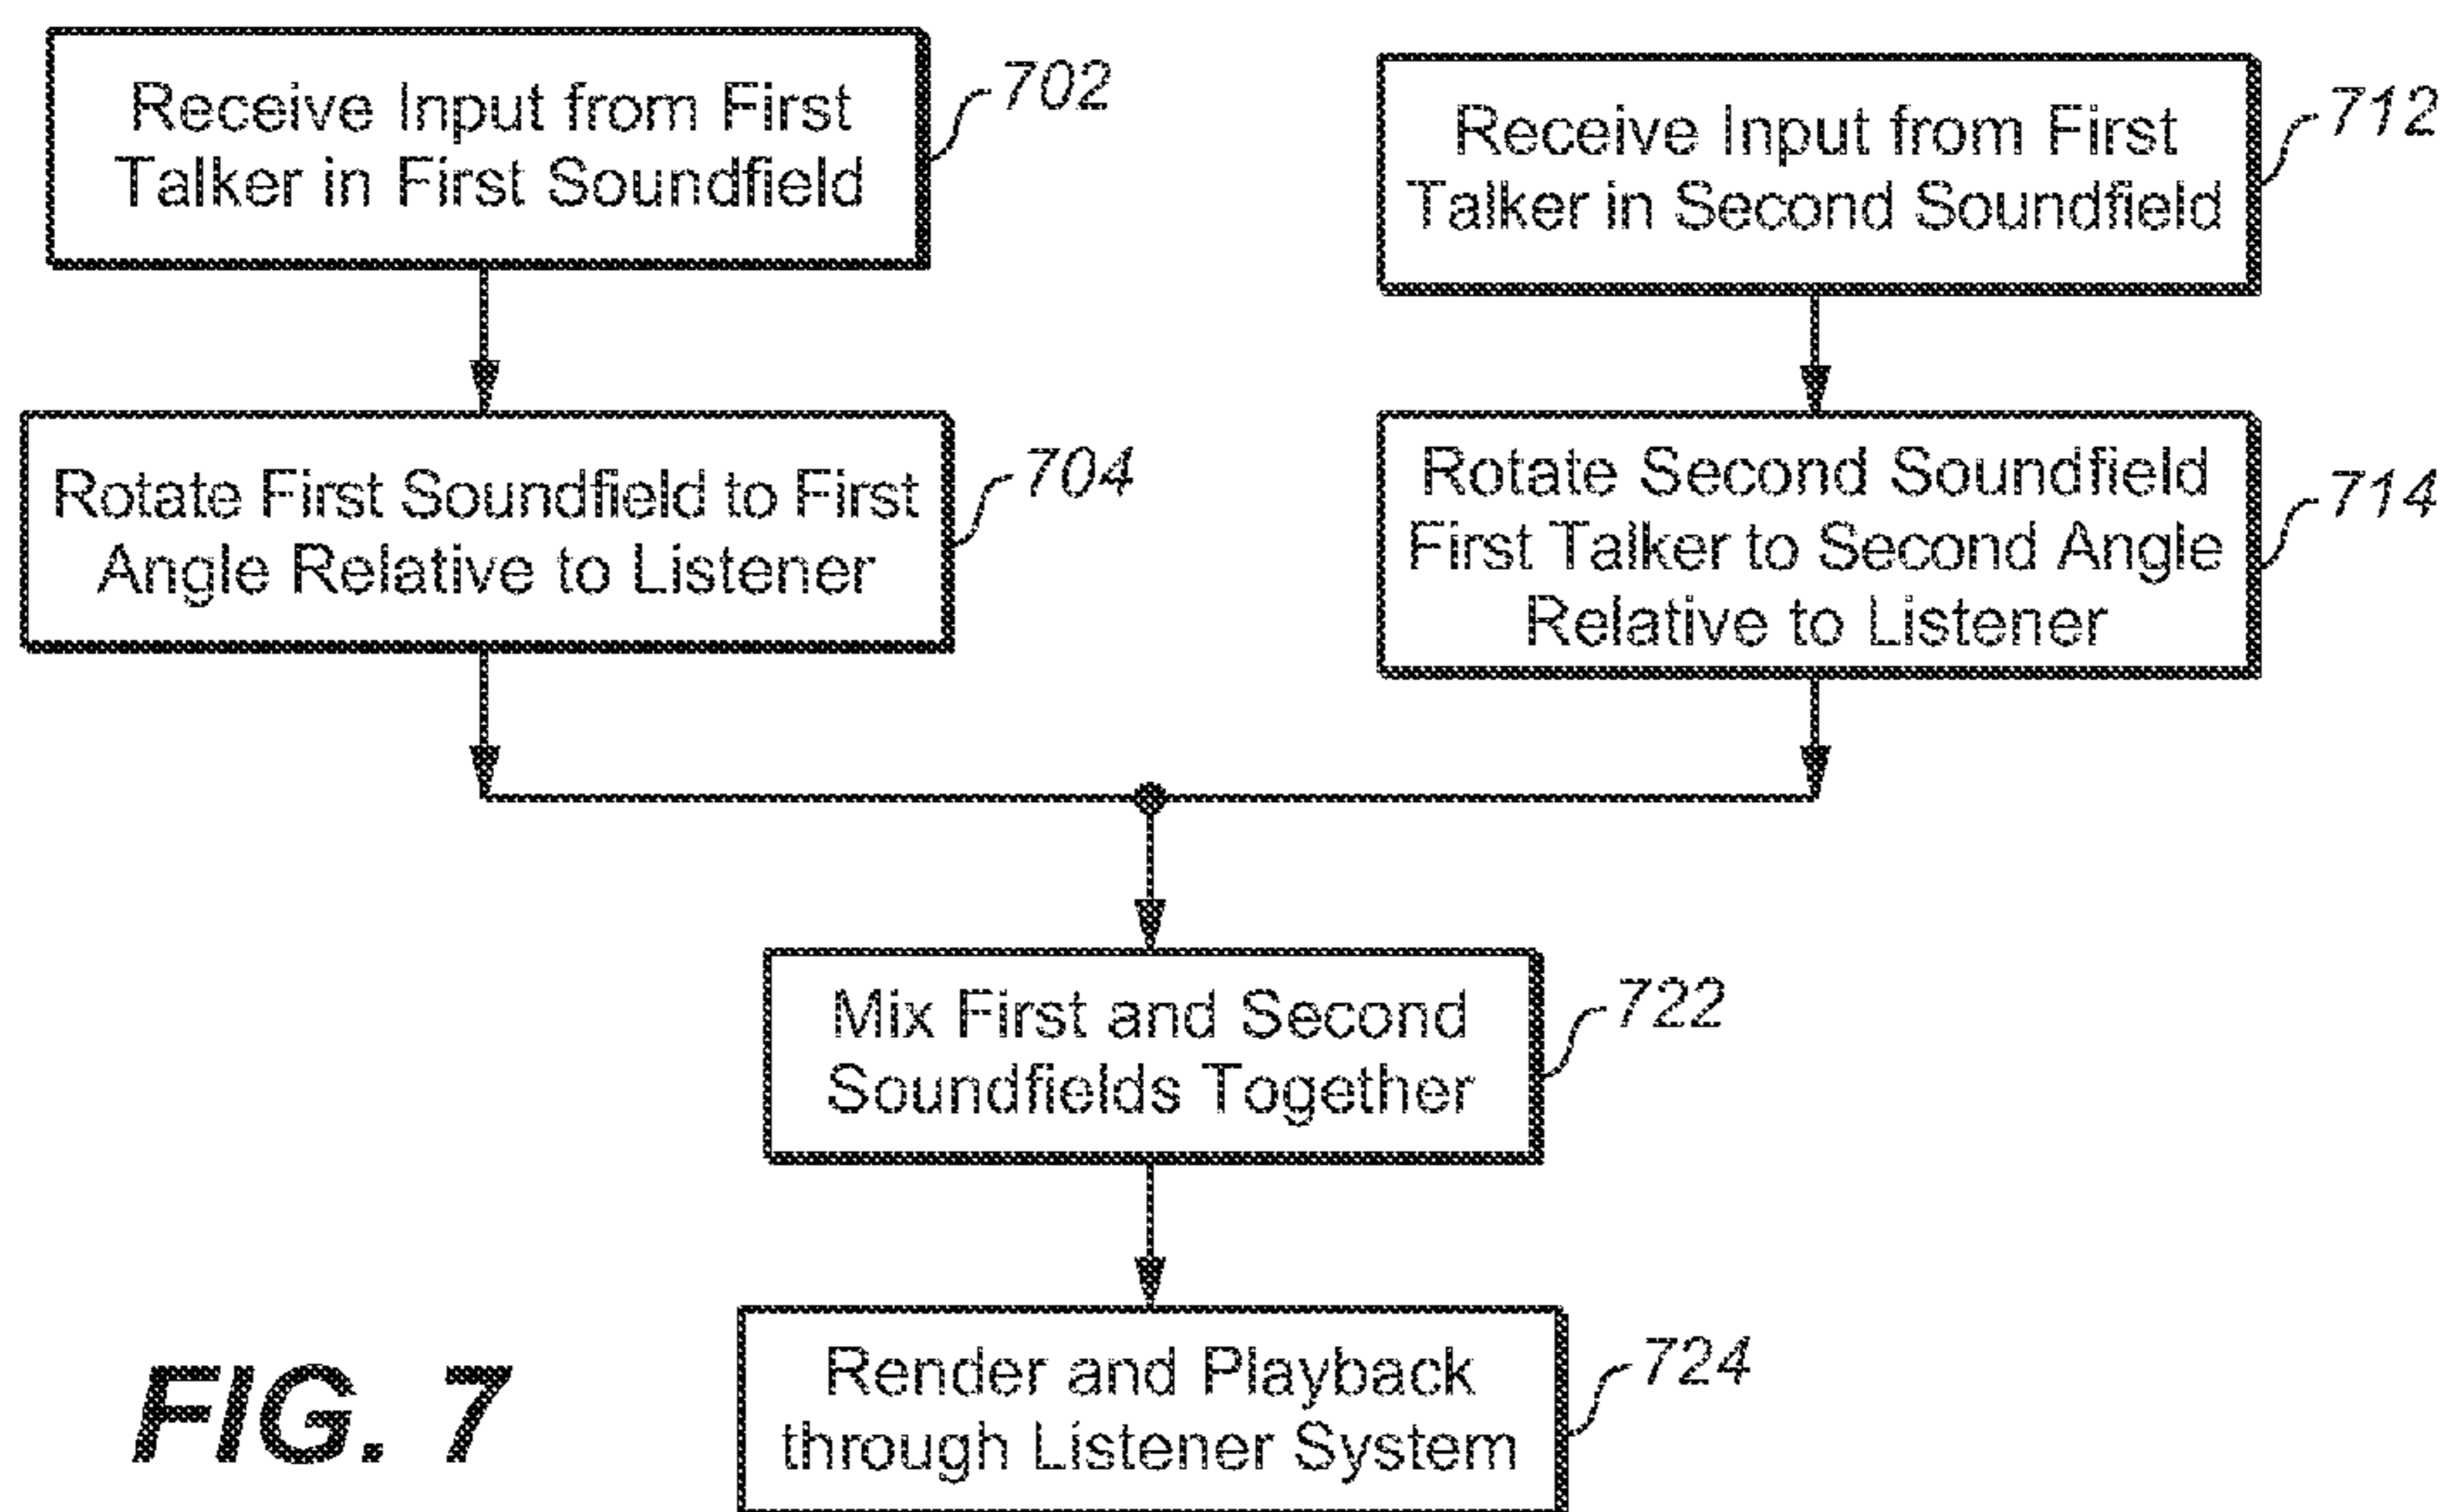 Receive Input from First
Talker in First Soundfield
702
Receive Input from First
Talker in Second Soundfield
712
Rotate First Soundfield to First
Angle Relative to Listener
704
Rotate Second Soundfield
First Talker to Second Angle
Relative to Listener
714
Mix First and Second
Soundfields Together
722
Render and Playback
through Listener System
724
FIG. 7